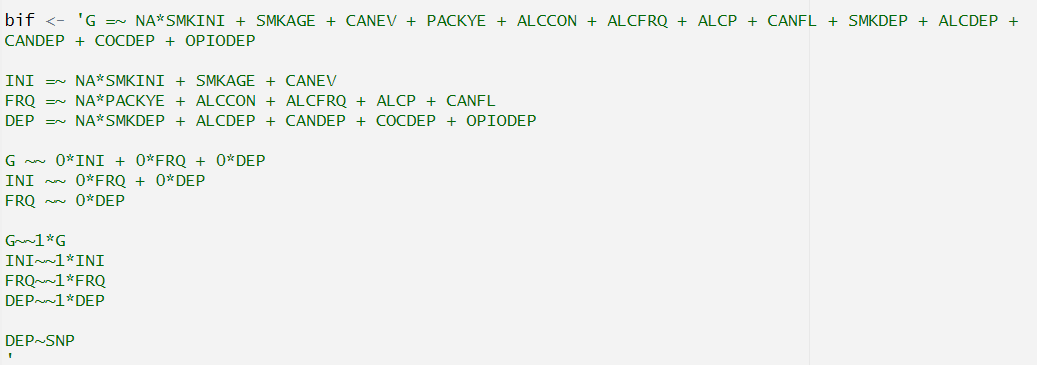 bif <- 'G =~ NA*SMKINI + SMKAGE + CANEV + PACKYE + ALCCON + ALCFRQ + ALCP + CANFL + SMKDEP + ALCDEP +
CANDEP + COCDEP + OPIODEP
INI =~ NA*SMKINI + SMKAGE + CANEV
FRQ =~ NA*PACKYE + ALCCON + ALCFRQ + ALCP + CANFL
DEP =~ NA*SMKDEP + ALCDEP + CANDEP + COCDEP + OPIODEP
G ~~ 0*INI + 0*FRQ + 0*DEP
INI ~~ 0*FRQ + 0*DEP
FRQ ~~ 0*DEP
G~~1*G
INI~~1*INI
FRQ~~1*FRQ
DEP~~1*DEP
DEP~SNP
'